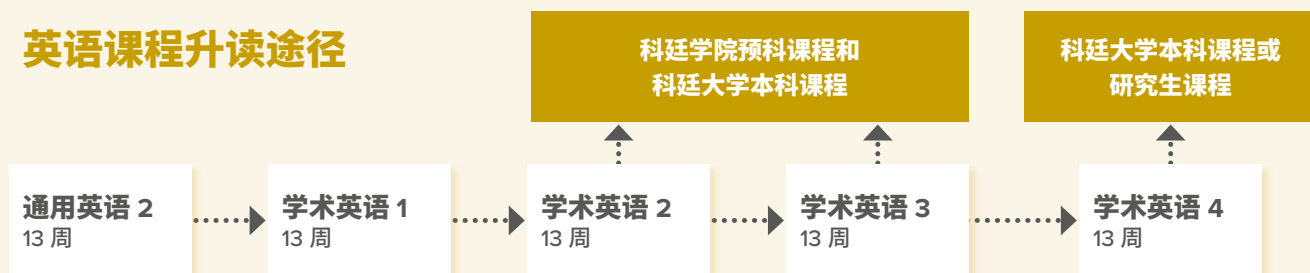 英语课程升读途径
科廷学院预科课程和
科廷大学本科课程
科廷大学本科课程或
研究生课程
通用英语 2
13 周
学术英语 1
13 周
学术英语 2
13 周
学术英语 3
13 周
学术英语 4
13 周